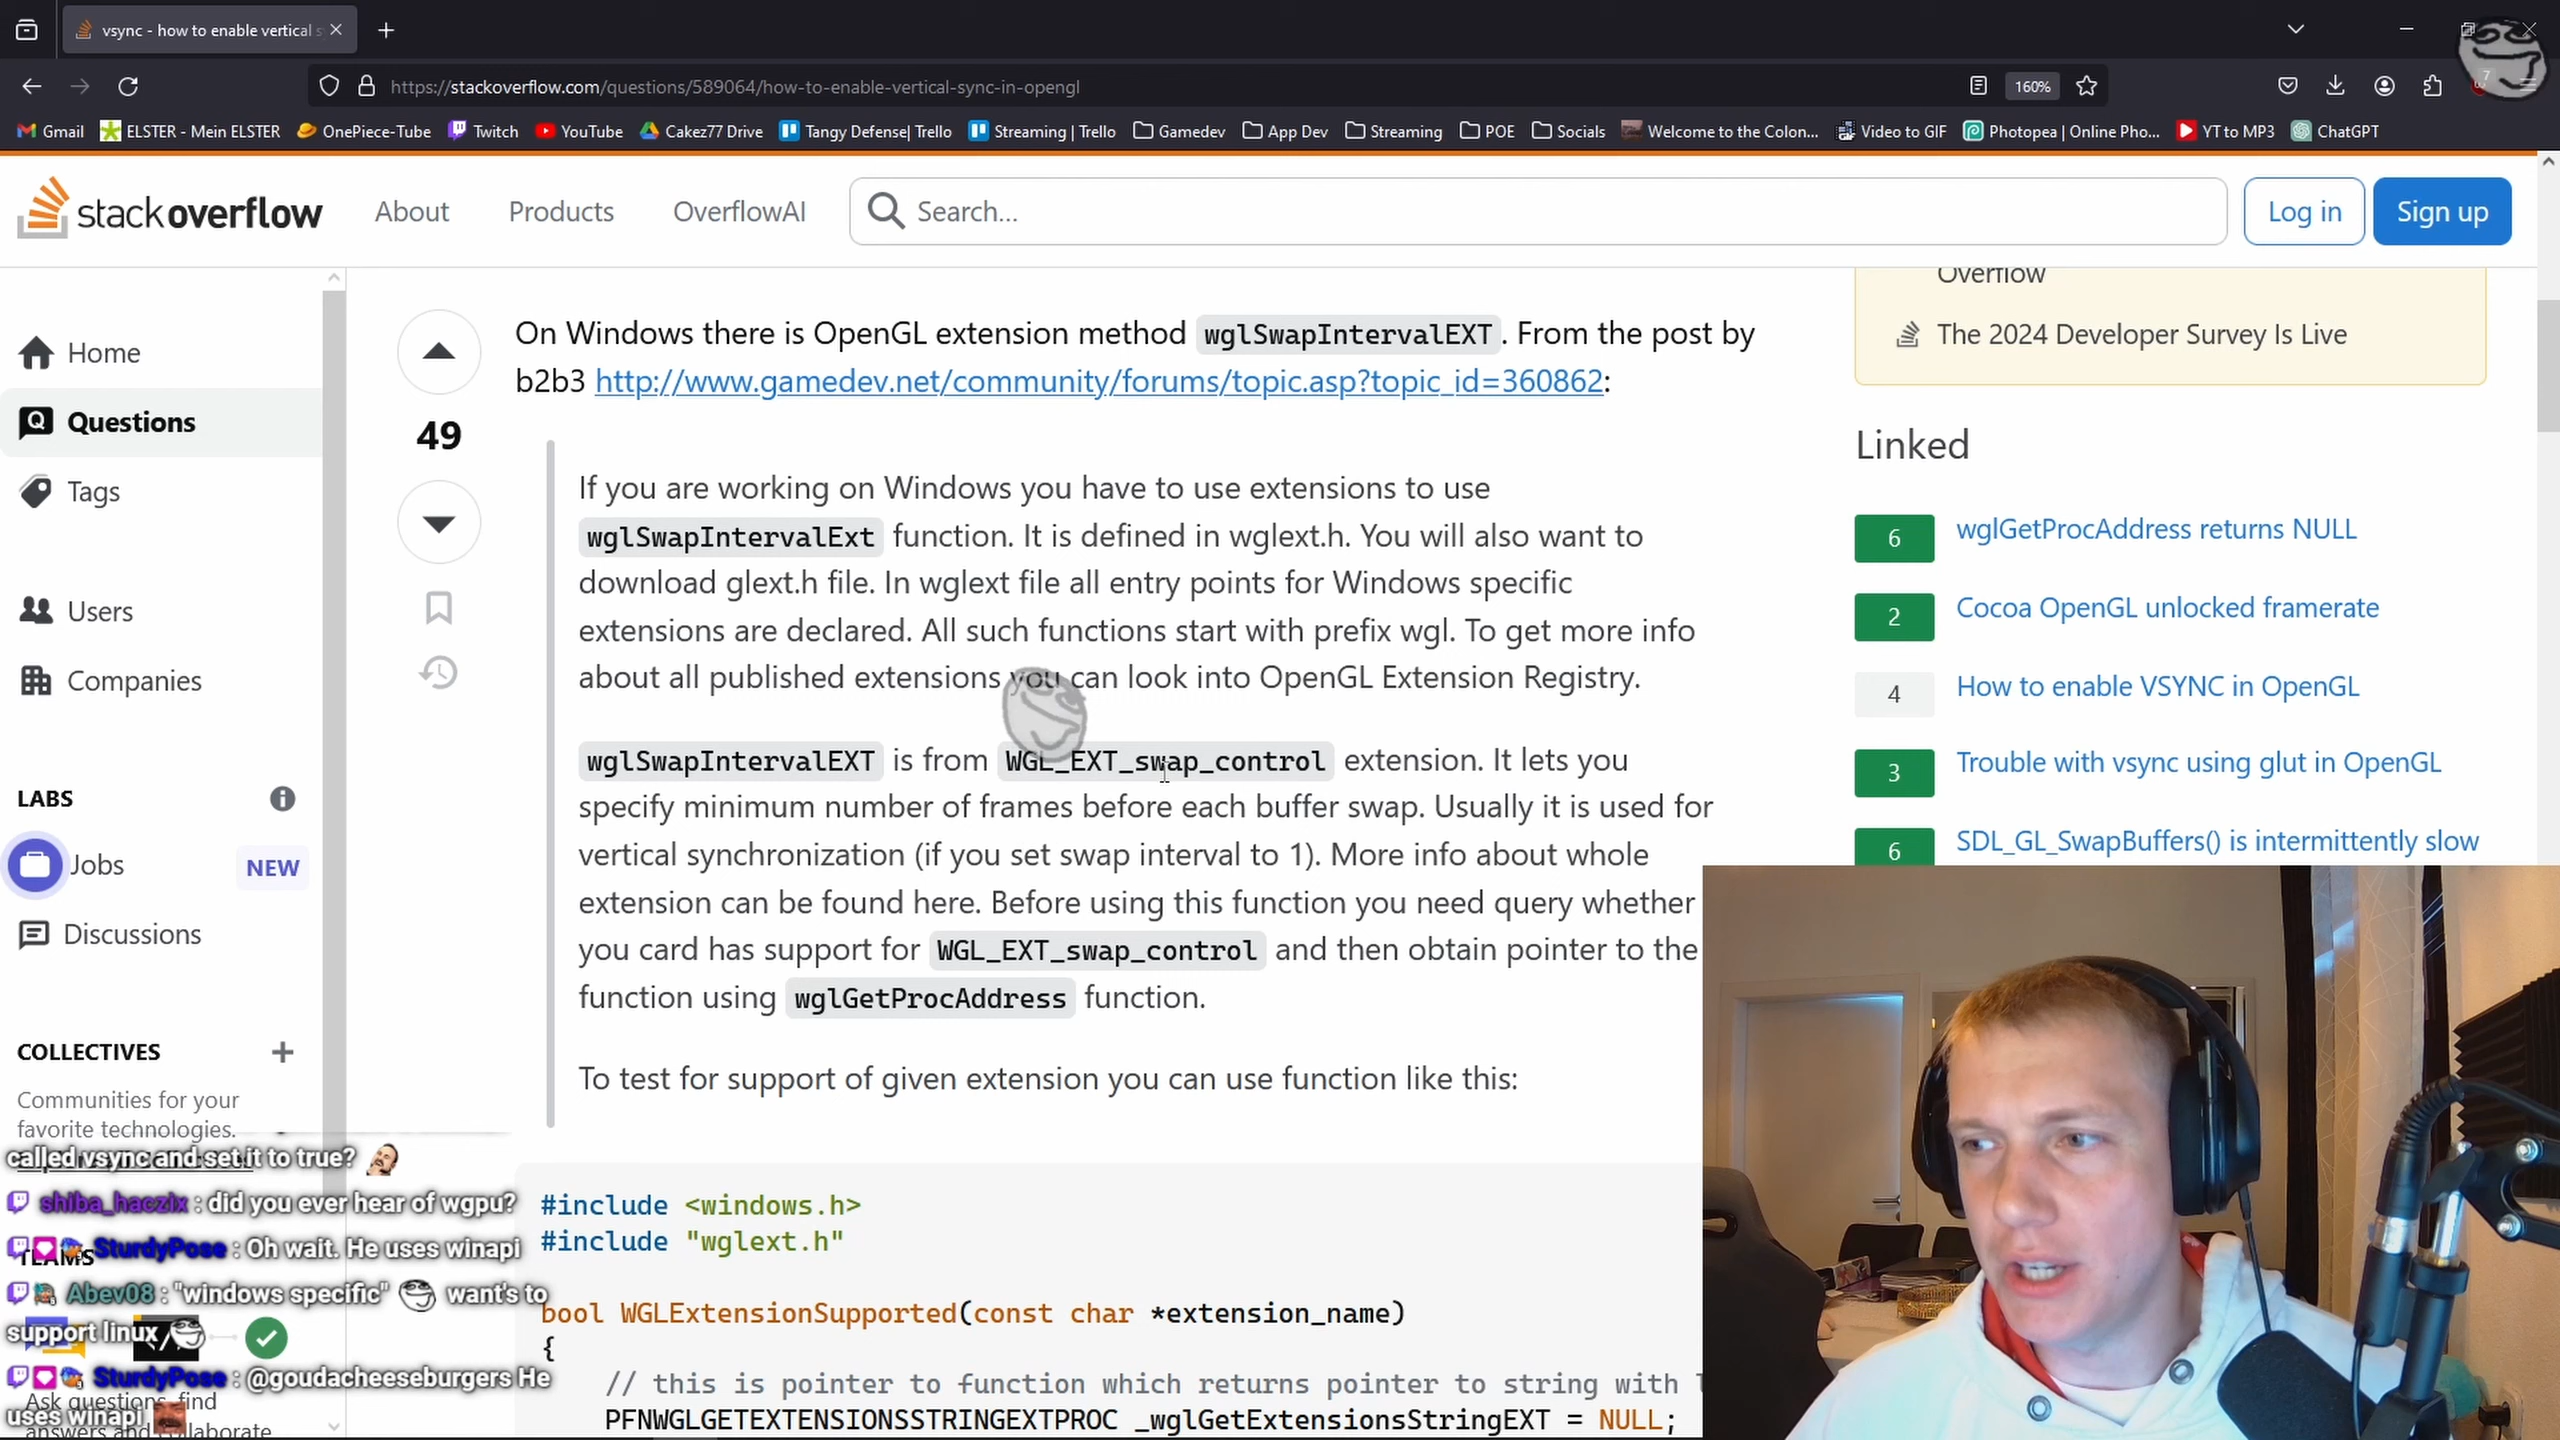 vsync - how to enable vertical s
https://stackoverflow.com/questions/589064/how-to-enable-vertical-sync-in-opengl
160%
7
Gmail
ELSTER - Mein ELSTER
OnePiece-Tube
Twitch
YouTube
Cakez77 Drive
Tangy Defense| Trello
Streaming | Trello
Gamedev
App Dev
Streaming
POE
Socials
Welcome to the Colon...
Video to GIF
Photopea | Online Pho...
YT to MP3
ChatGPT
stackoverflow
About
Products
OverflowAI
Search...
Log in
Sign up
Home
Questions
Tags
Users
Companies
LABS
Jobs
NEW
Discussions
COLLECTIVES
Communities for your
favorite technologies.
TEAMS
Ask questions, find
answers and collaborate
49
On Windows there is OpenGL extension method wglSwapIntervalEXT. From the post by
b2b3 http://www.gamedev.net/community/forums/topic.asp?topic_id=360862:
If you are working on Windows you have to use extensions to use
wglSwapIntervalExt function. It is defined in wglext.h. You will also want to
download glext.h file. In wglext file all entry points for Windows specific
extensions are declared. All such functions start with prefix wgl. To get more info
about all published extensions you can look into OpenGL Extension Registry.
wglSwapIntervalEXT is from WGL_EXT_swap_control extension. It lets you
specify minimum number of frames before each buffer swap. Usually it is used for
vertical synchronization (if you set swap interval to 1). More info about whole
extension can be found here. Before using this function you need query whether
you card has support for WGL_EXT_swap_control and then obtain pointer to the
function using wglGetProcAddress function.
To test for support of given extension you can use function like this:
#include <windows.h>
#include "wglext.h"
bool WGLExtensionSupported(const char *extension_name)
{
// this is pointer to function which returns pointer to string with
PFNWGLGETEXTENSIONSSTRINGEXTPROC _wglGetExtensionsStringEXT = NULL;
Overflow
The 2024 Developer Survey Is Live
Linked
6 wglGetProcAddress returns NULL
2 Cocoa OpenGL unlocked framerate
4 How to enable VSYNC in OpenGL
3 Trouble with vsync using glut in OpenGL
6 SDL_GL_SwapBuffers() is intermittently slow
called vsync and set it to true?
shiba_haczix : did you ever hear of wgpu?
SturdyPose : Oh wait. He uses winapi
Abev08 : "windows specific" want's to
support linux
SturdyPose : @goudacheeseburgers He
uses winapi